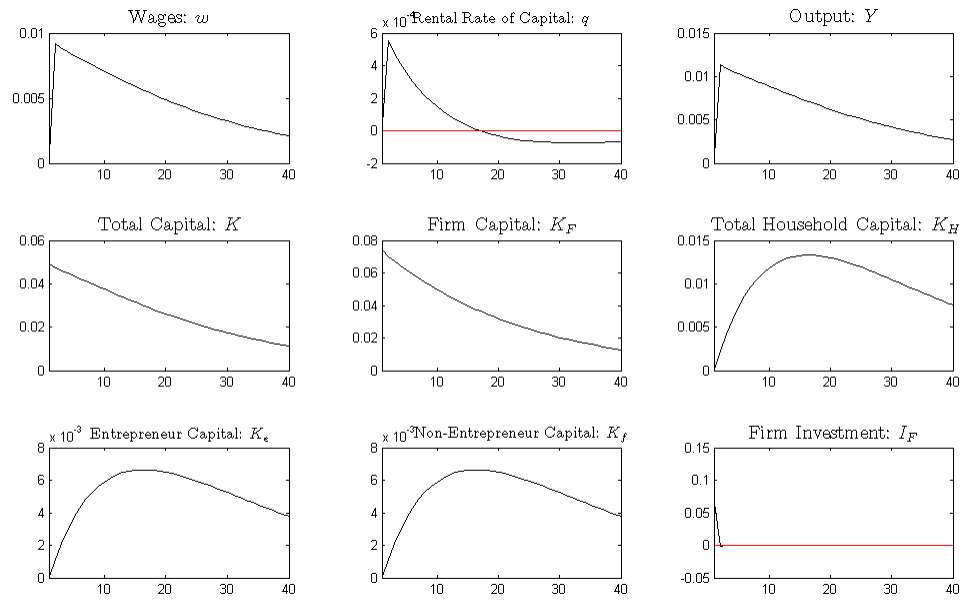 Wages: w
0.01
0.005
0
10 20 30 40
x 10⁻⁴ Rental Rate of Capital: q
6
4
2
0
-2
10 20 30 40
Output: Y
0.015
0.01
0.005
0
10 20 30 40
Total Capital: K
0.06
0.04
0.02
0
10 20 30 40
Firm Capital: K_F
0.08
0.06
0.04
0.02
0
10 20 30 40
Total Household Capital: K_H
0.015
0.01
0.005
0
10 20 30 40
x 10⁻³ Entrepreneur Capital: K_e
8
6
4
2
0
10 20 30 40
x 10⁻³ Non-Entrepreneur Capital: K_f
8
6
4
2
0
10 20 30 40
Firm Investment: I_F
0.15
0.1
0.05
0
-0.05
10 20 30 40